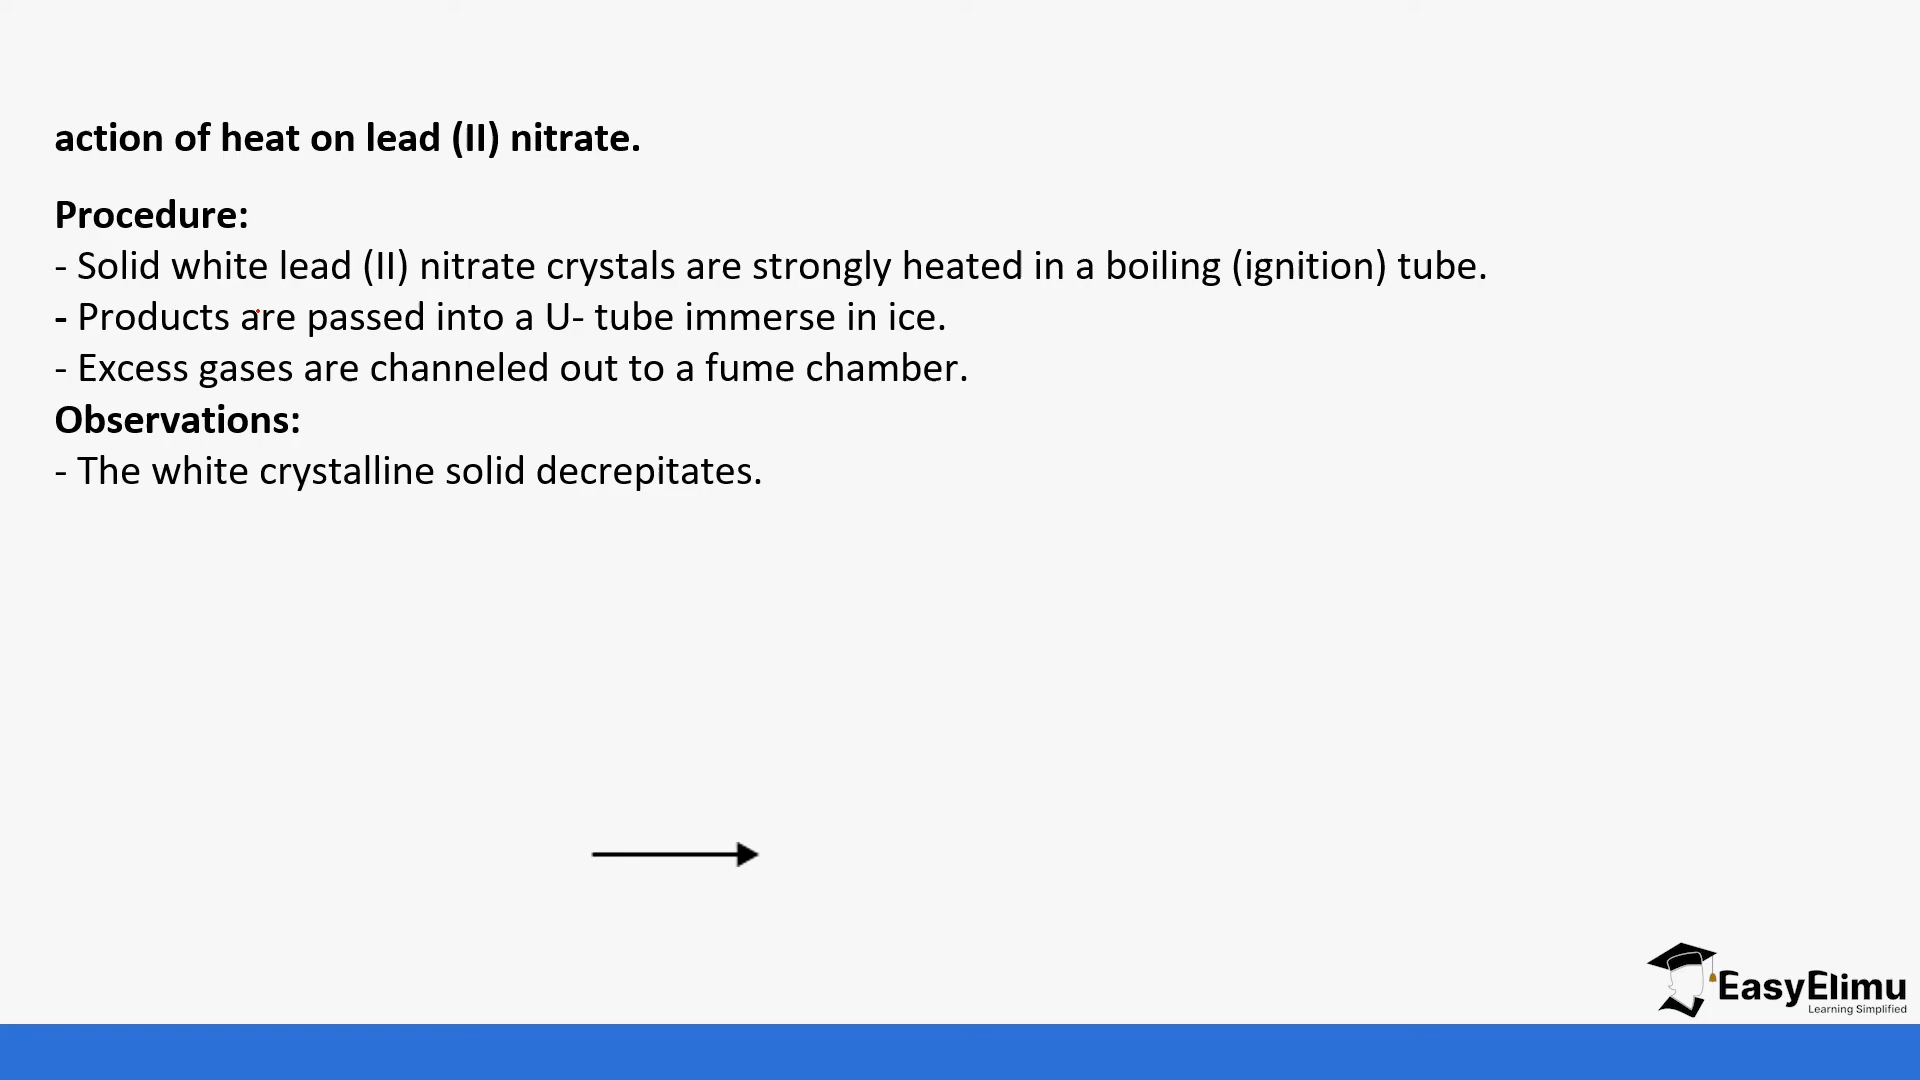 action of heat on lead (II) nitrate.
Procedure:
- Solid white lead (II) nitrate crystals are strongly heated in a boiling (ignition) tube.
- Products are passed into a U- tube immerse in ice.
- Excess gases are channeled out to a fume chamber.
Observations:
- The white crystalline solid decrepitates.
EasyElimu
Learning Simplified